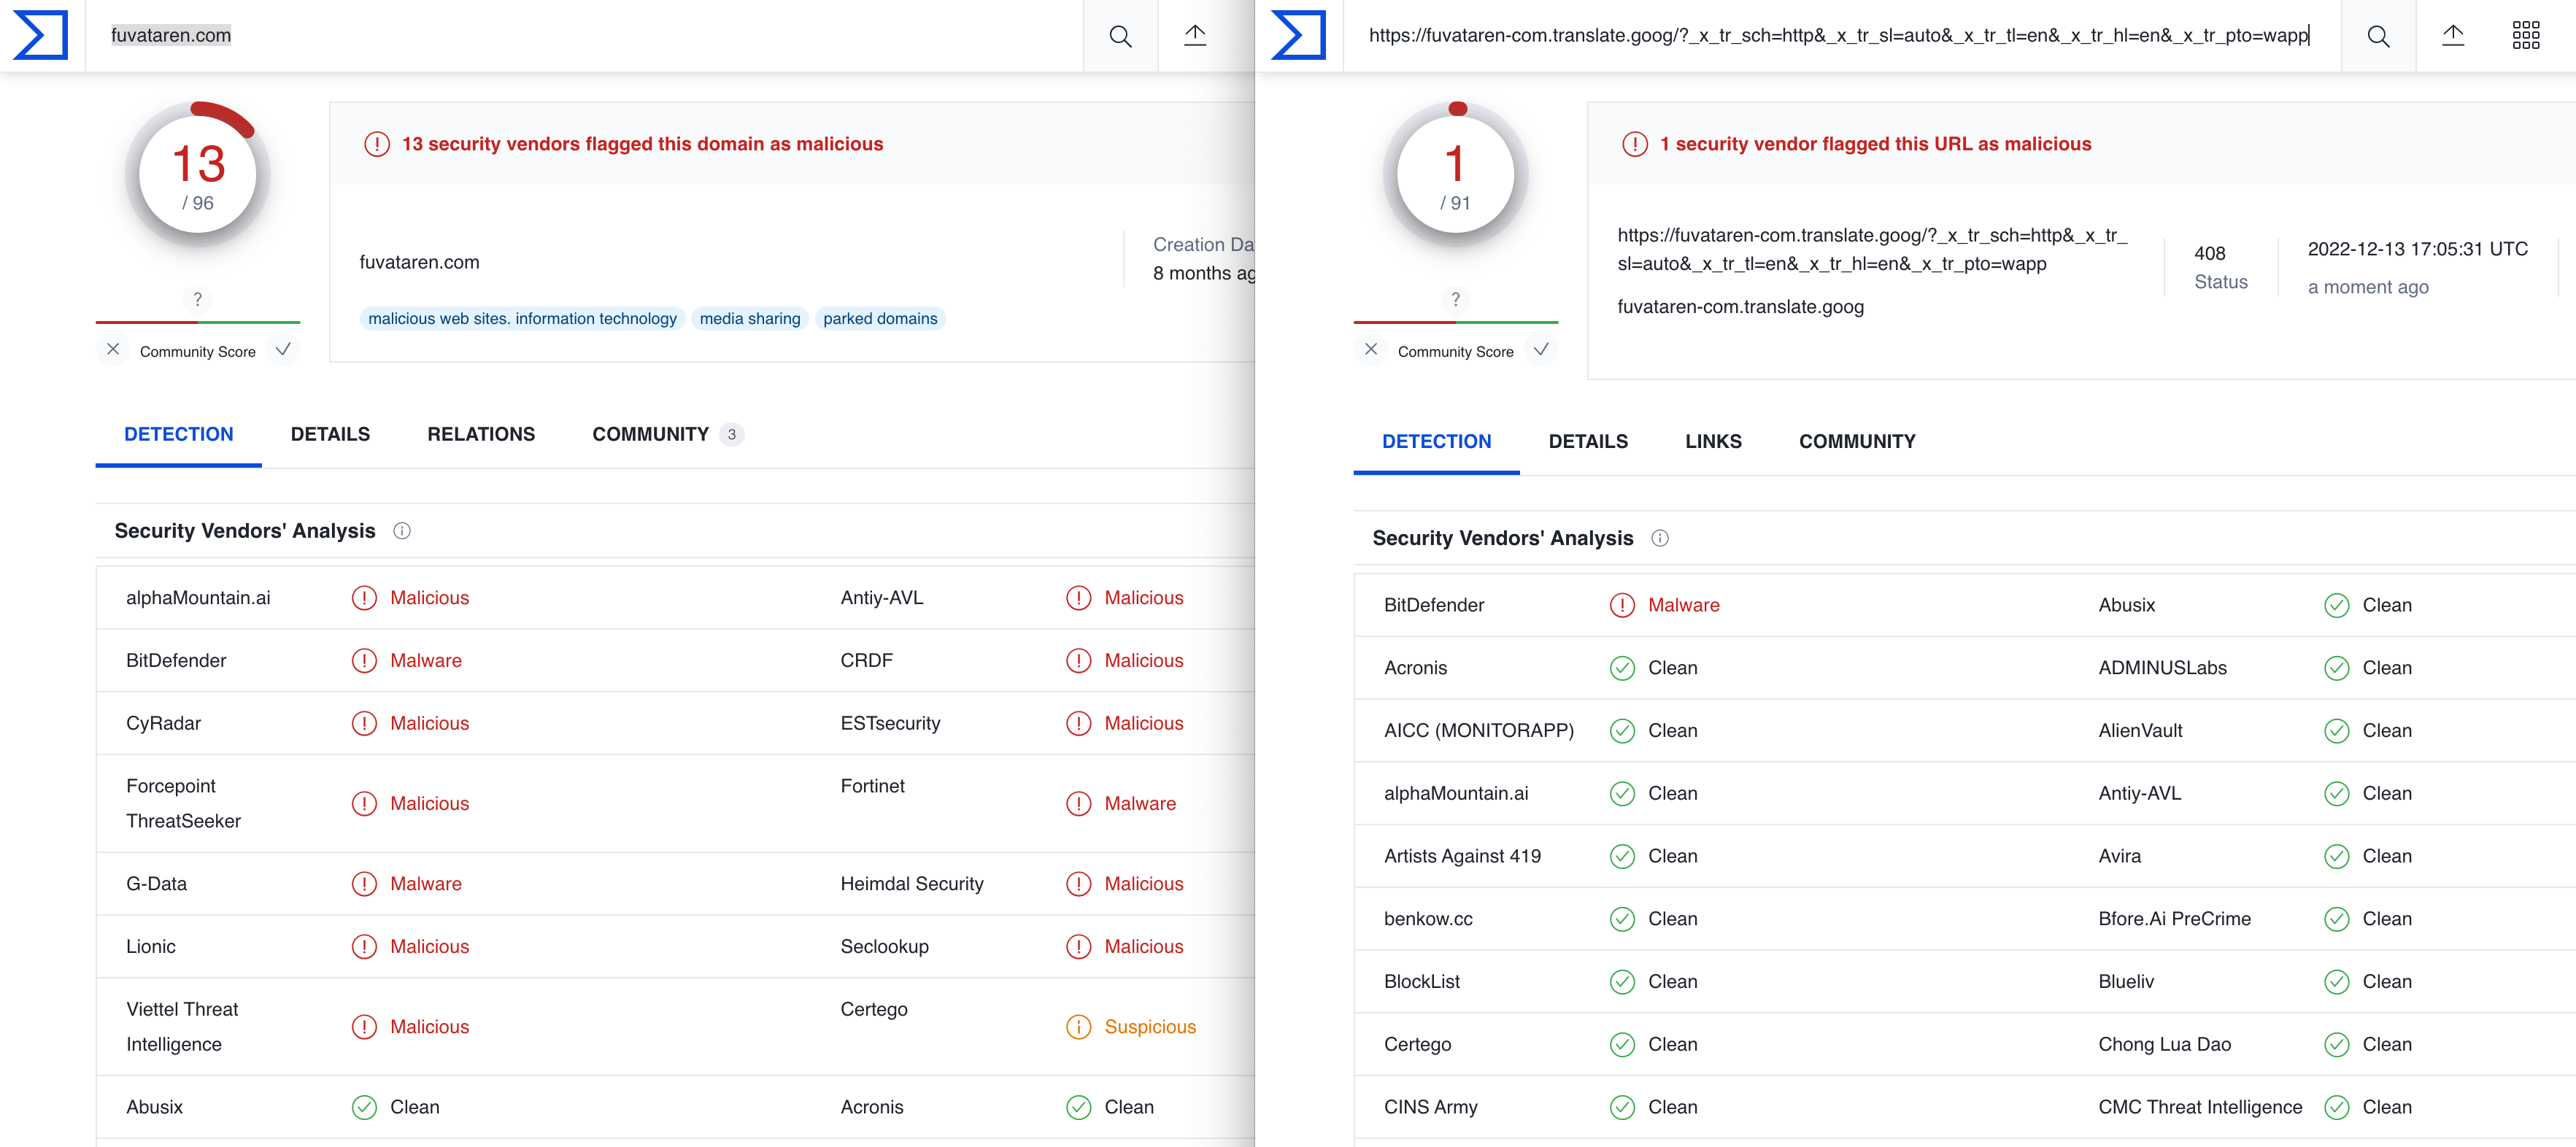 fuvataren.com
13
/ 96
13 security vendors flagged this domain as malicious
fuvataren.com
malicious web sites. information technology
media sharing
parked domains
Creation Da
8 months ag
?
Community Score
DETECTION
DETAILS
RELATIONS
COMMUNITY 3
Security Vendors' Analysis
alphaMountain.ai Malicious Antiy-AVL Malicious
BitDefender Malware CRDF Malicious
CyRadar Malicious ESTsecurity Malicious
Forcepoint
ThreatSeeker Malicious Fortinet Malware
G-Data Malware Heimdal Security Malicious
Lionic Malicious Seclookup Malicious
Viettel Threat
Intelligence Malicious Certego Suspicious
Abusix Clean Acronis Clean
https://fuvataren-com.translate.goog/?_x_tr_sch=http&_x_tr_sl=auto&_x_tr_tl=en&_x_tr_hl=en&_x_tr_pto=wapp
1
/ 91
1 security vendor flagged this URL as malicious
https://fuvataren-com.translate.goog/?_x_tr_sch=http&_x_tr_
sl=auto&_x_tr_tl=en&_x_tr_hl=en&_x_tr_pto=wapp
fuvataren-com.translate.goog
408
Status
2022-12-13 17:05:31 UTC
a moment ago
?
Community Score
DETECTION
DETAILS
LINKS
COMMUNITY
Security Vendors' Analysis
BitDefender Malware Abusix Clean
Acronis Clean ADMINUSLabs Clean
AICC (MONITORAPP) Clean AlienVault Clean
alphaMountain.ai Clean Antiy-AVL Clean
Artists Against 419 Clean Avira Clean
benkow.cc Clean Bfore.Ai PreCrime Clean
BlockList Clean Blueliv Clean
Certego Clean Chong Lua Dao Clean
CINS Army Clean CMC Threat Intelligence Clean